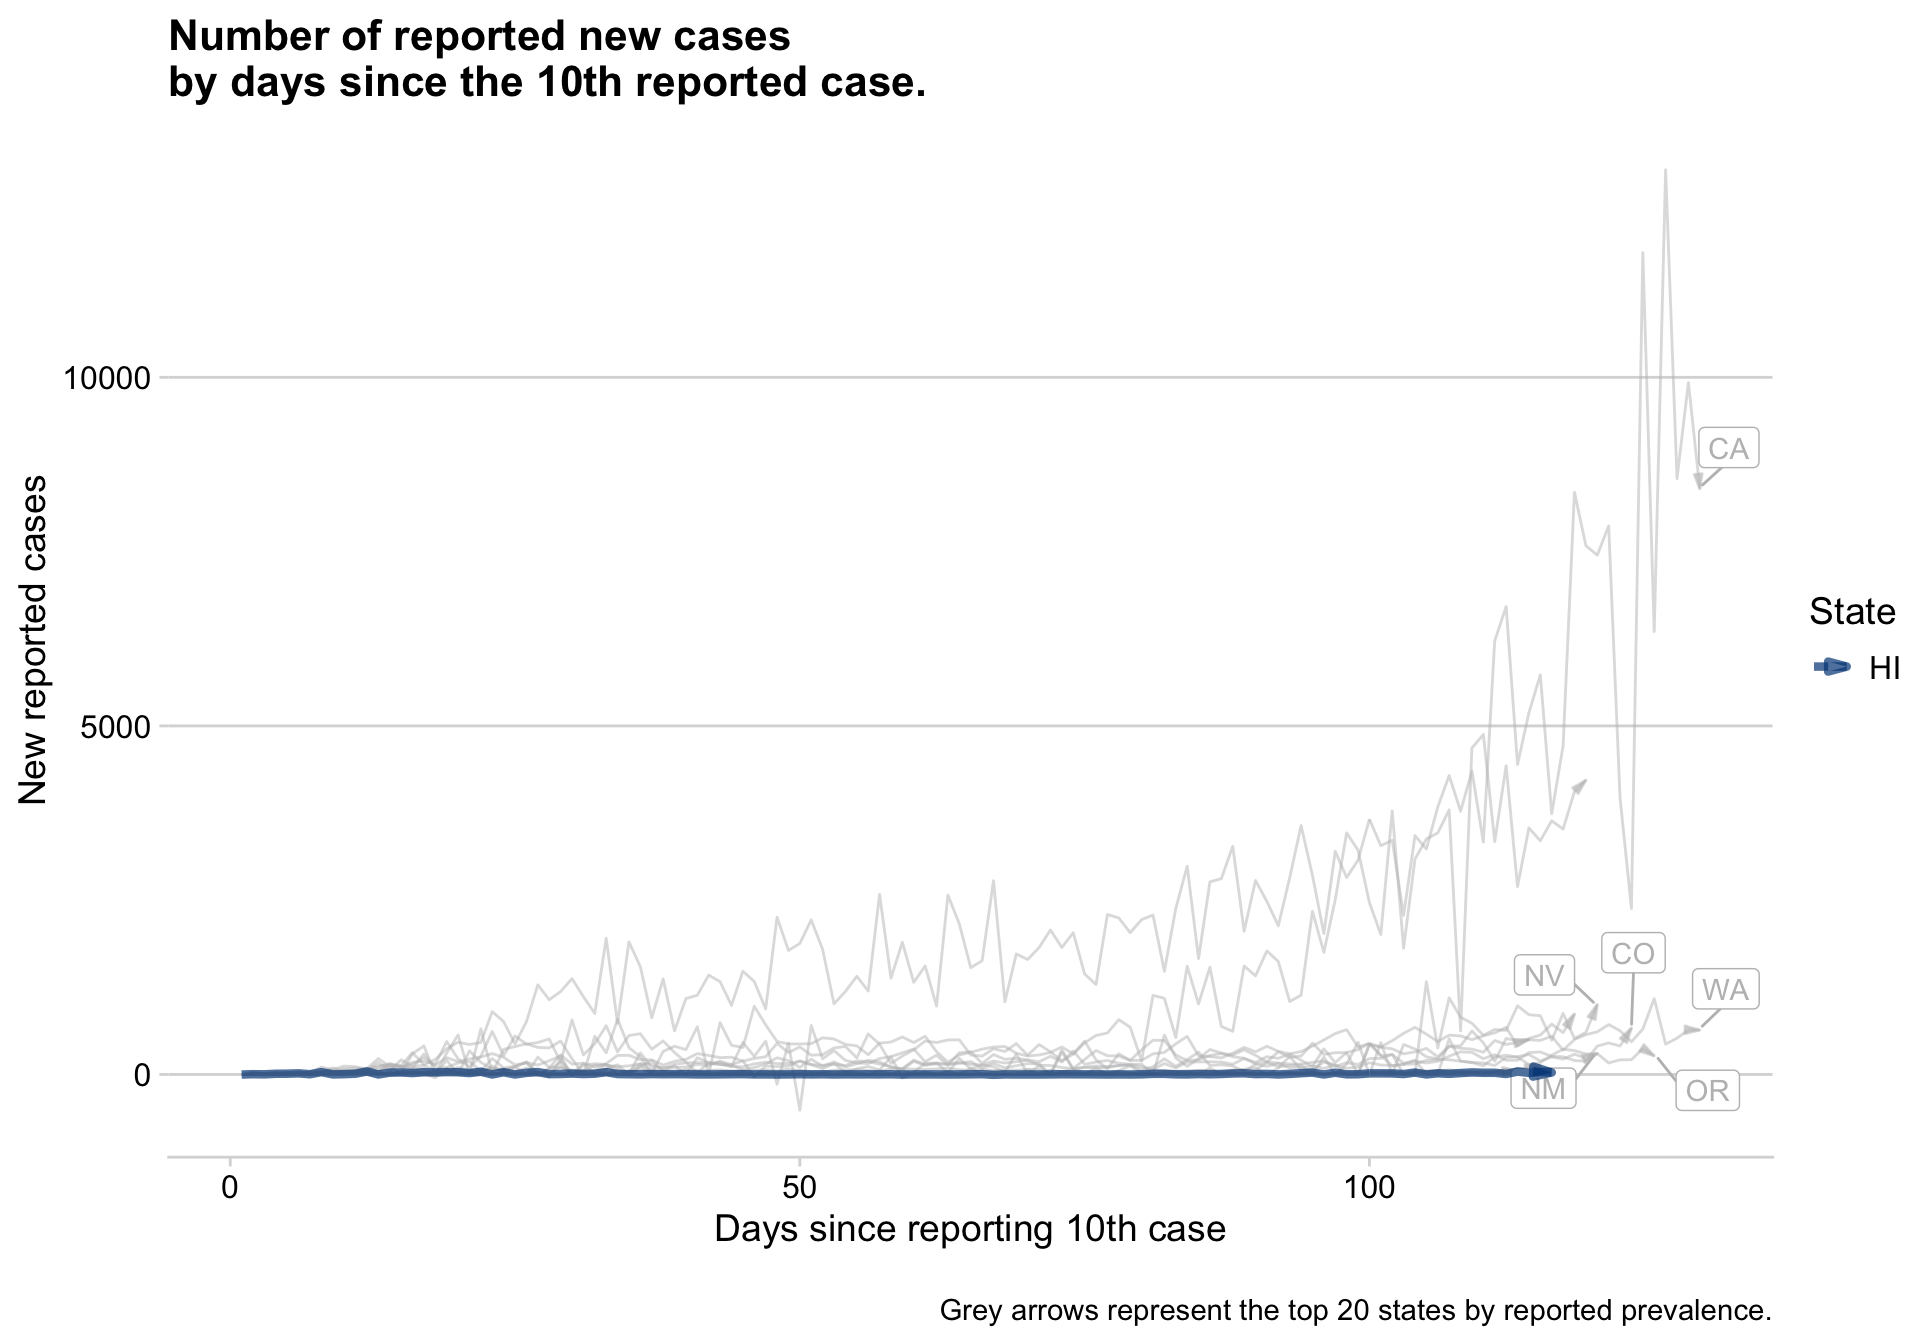 Number of reported new cases
by days since the 10th reported case.
New reported cases
10000
5000
0
CA
NV
CO
WA
NM
OR
0
50
100
Days since reporting 10th case
State
HI
Grey arrows represent the top 20 states by reported prevalence.